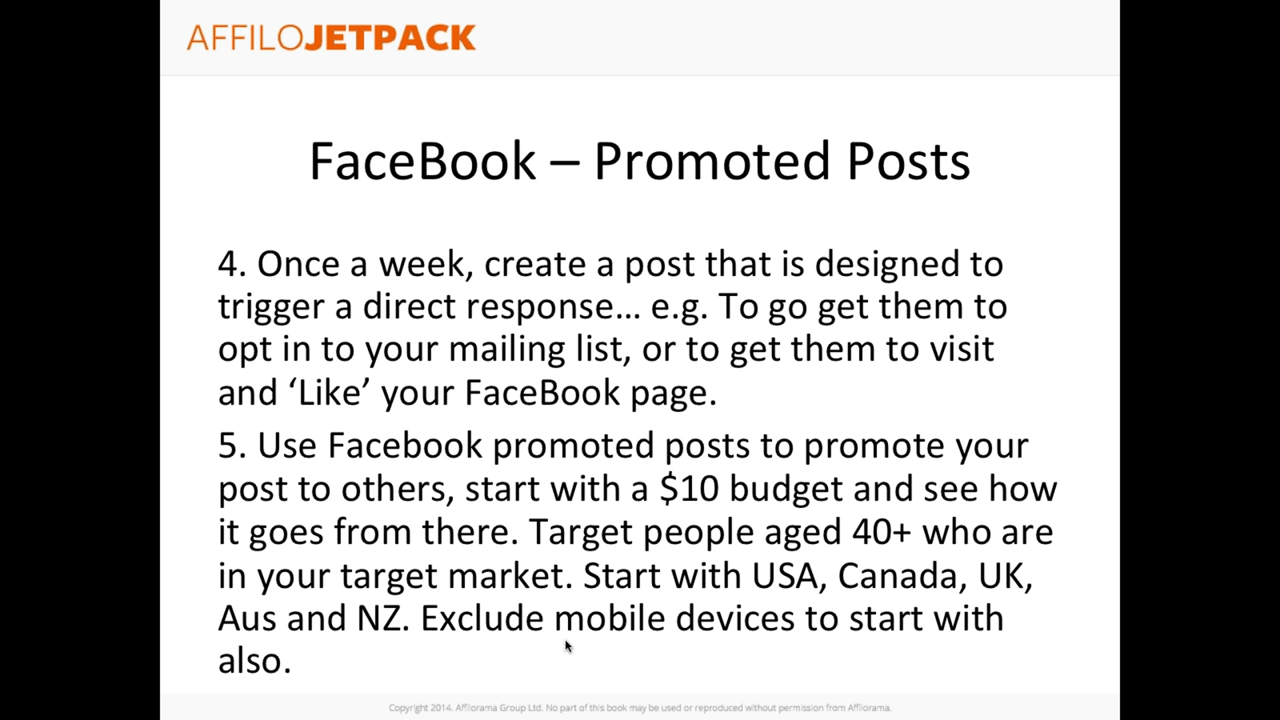 AFFILOJETPACK
FaceBook – Promoted Posts
4. Once a week, create a post that is designed to
trigger a direct response… e.g. To go get them to
opt in to your mailing list, or to get them to visit
and ‘Like’ your FaceBook page.
5. Use Facebook promoted posts to promote your
post to others, start with a $10 budget and see how
it goes from there. Target people aged 40+ who are
in your target market. Start with USA, Canada, UK,
Aus and NZ. Exclude mobile devices to start with
also.
Copyright 2014. Affilorama Group Ltd. No part of this book may be used or reproduced without permission from Affilorama.